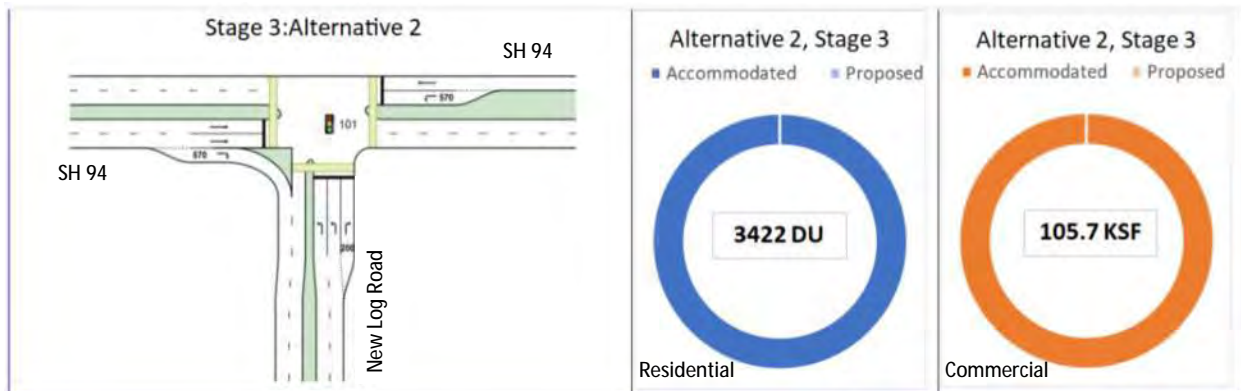 Stage 3:Alternative 2
SH 94
570
101
570
SH 94
200
New Log Road
Alternative 2, Stage 3
Accommodated Proposed
3422 DU
Residential
Alternative 2, Stage 3
Accommodated Proposed
105.7 KSF
Commercial